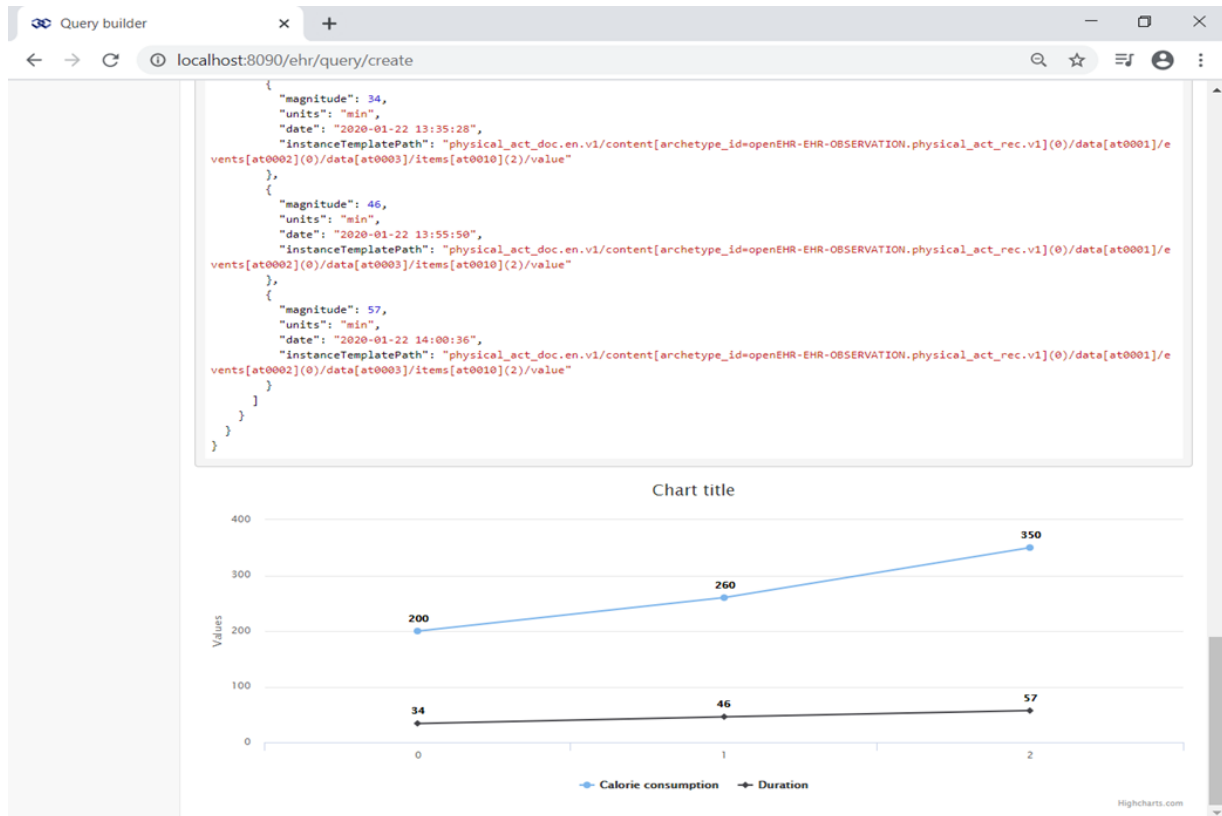 Query builder
localhost:8090/ehr/query/create
{
"magnitude": 34,
"units": "min",
"date": "2020-01-22 13:35:28",
"instanceTemplatePath": "physical_act_doc.en.v1/content[archetype_id=openEHR-EHR-OBSERVATION.physical_act_rec.v1](0)/data[at0001]/e
vents[at0002](0)/data[at0003]/items[at0010](2)/value"
},
{
"magnitude": 46,
"units": "min",
"date": "2020-01-22 13:55:50",
"instanceTemplatePath": "physical_act_doc.en.v1/content[archetype_id=openEHR-EHR-OBSERVATION.physical_act_rec.v1](0)/data[at0001]/e
vents[at0002](0)/data[at0003]/items[at0010](2)/value"
},
{
"magnitude": 57,
"units": "min",
"date": "2020-01-22 14:00:36",
"instanceTemplatePath": "physical_act_doc.en.v1/content[archetype_id=openEHR-EHR-OBSERVATION.physical_act_rec.v1](0)/data[at0001]/e
vents[at0002](0)/data[at0003]/items[at0010](2)/value"
}
]
}
}
}
Chart title
400
350
300
260
200
200
Values
100
34
46
57
0
0 1 2
Calorie consumption Duration
Highcharts.com